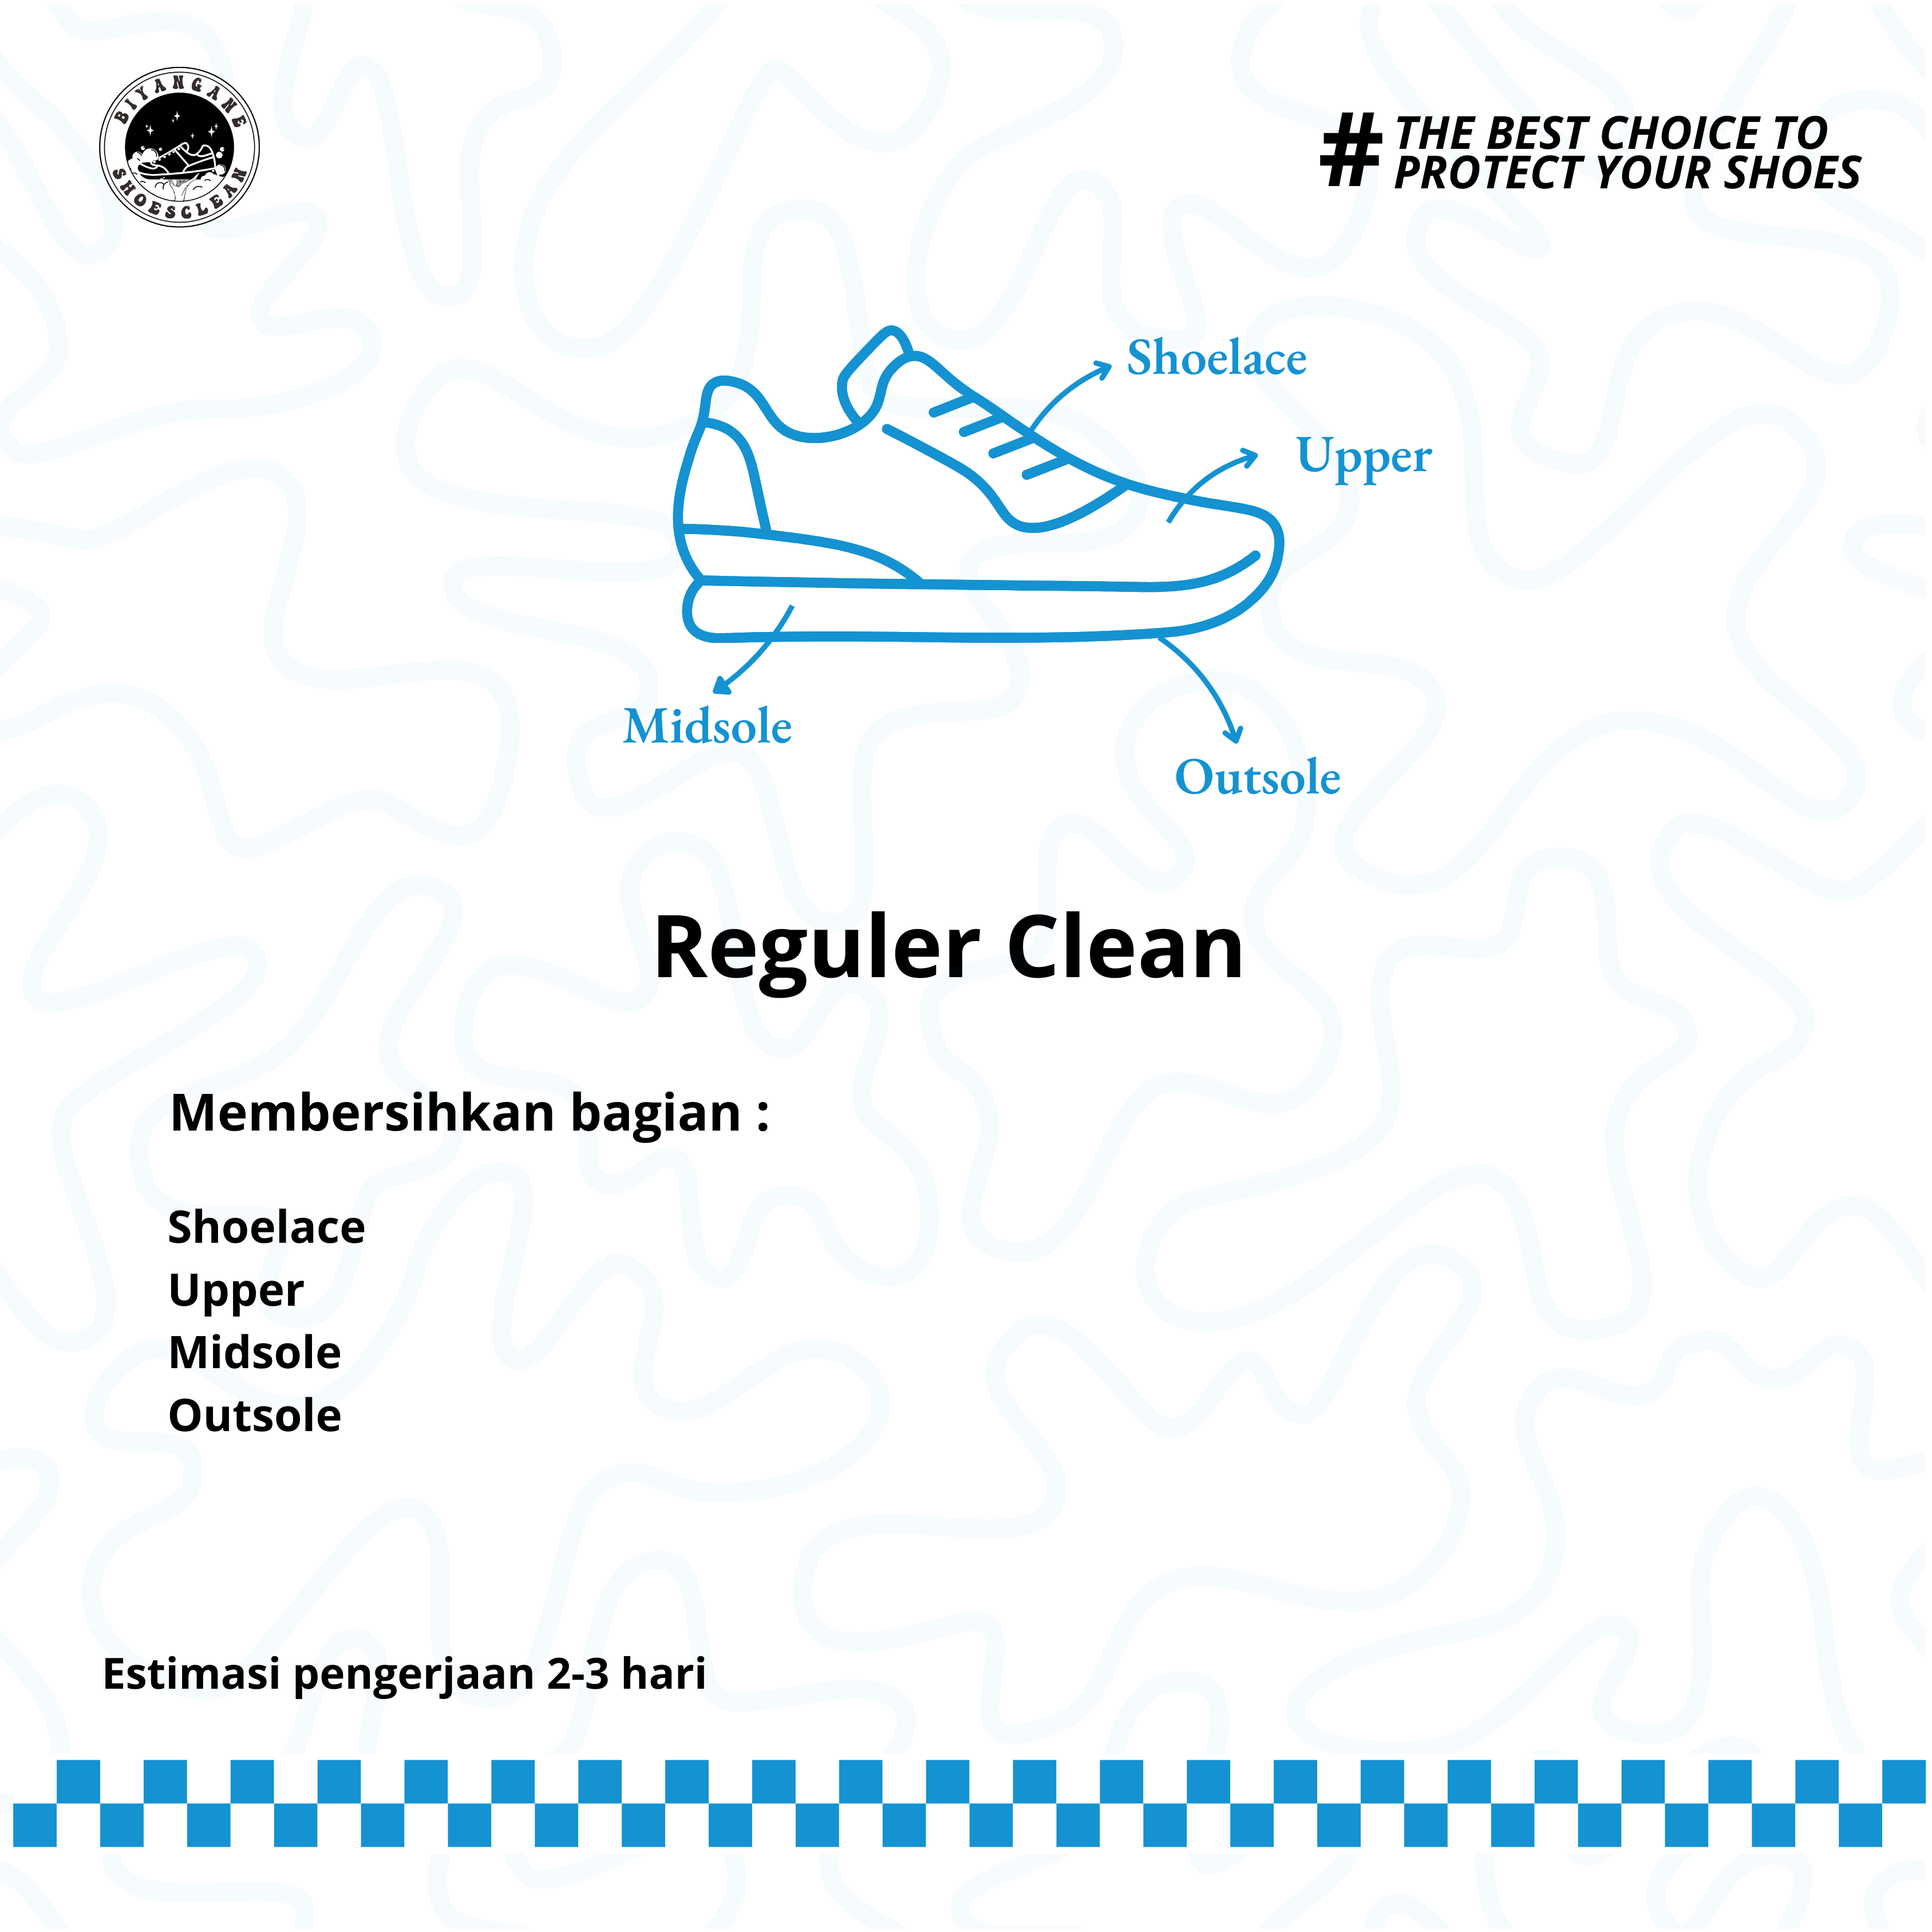 BIYANGANE
SHOESCLEAN
# THE BEST CHOICE TO
PROTECT YOUR SHOES
Shoelace
Upper
Midsole
Outsole
Reguler Clean
Membersihkan bagian :
Shoelace
Upper
Midsole
Outsole
Estimasi pengerjaan 2-3 hari